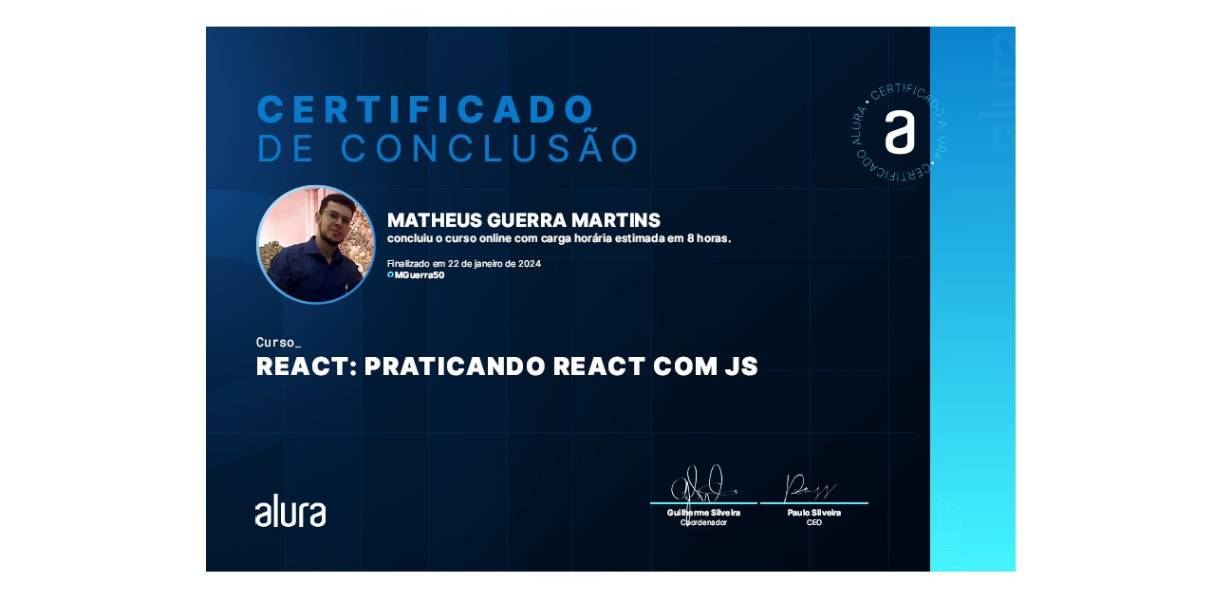 CERTIFICADO
DE CONCLUSÃO
CERTIFICADO ALURA • CERTIFICADO ALURA •
a
alura
MATHEUS GUERRA MARTINS
concluiu o curso online com carga horária estimada em 8 horas.
Finalizado em 22 de janeiro de 2024
MGuerra50
Curso_
REACT: PRATICANDO REACT COM JS
alura
Guilherme Silveira
Coordenador
Paulo Silveira
CEO
alura